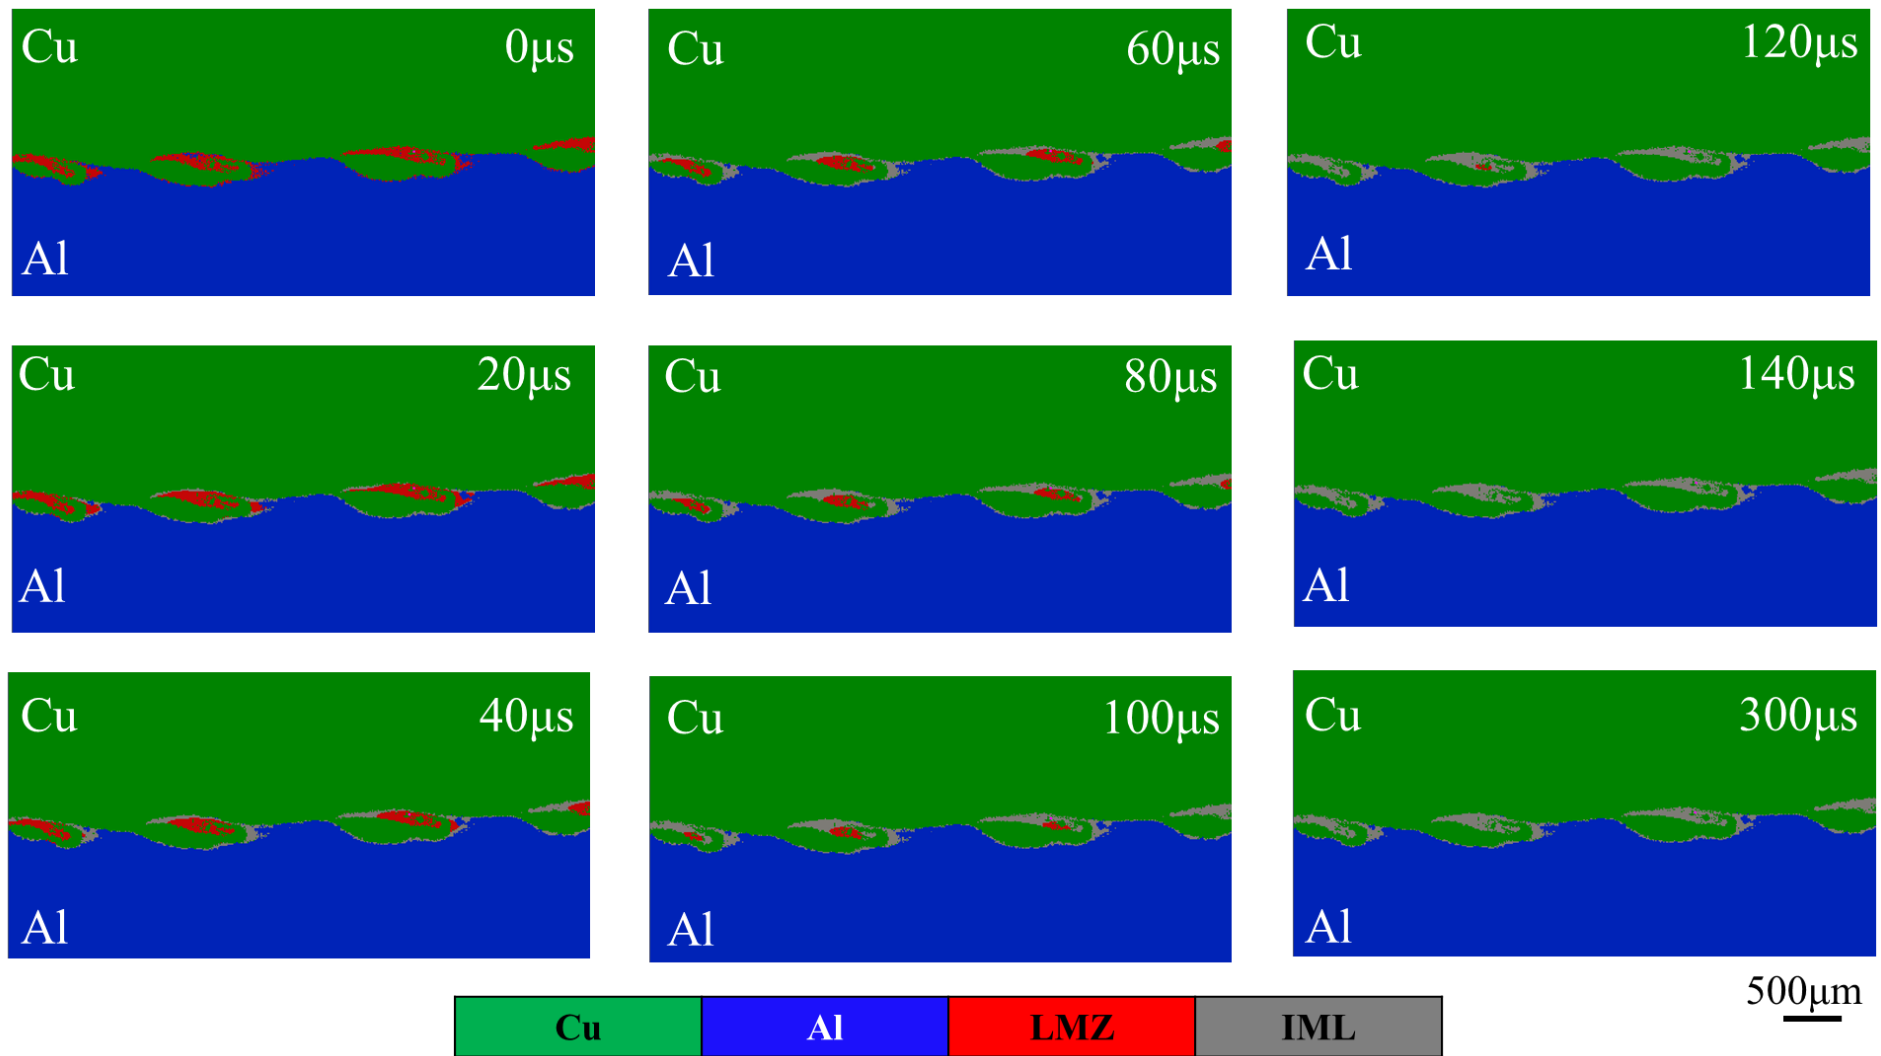 Cu 0μs
Al
Cu 60μs
Al
Cu 120μs
Al
Cu 20μs
Al
Cu 80μs
Al
Cu 140μs
Al
Cu 40μs
Al
Cu 100μs
Al
Cu 300μs
Al
500μm
Cu Al LMZ IML